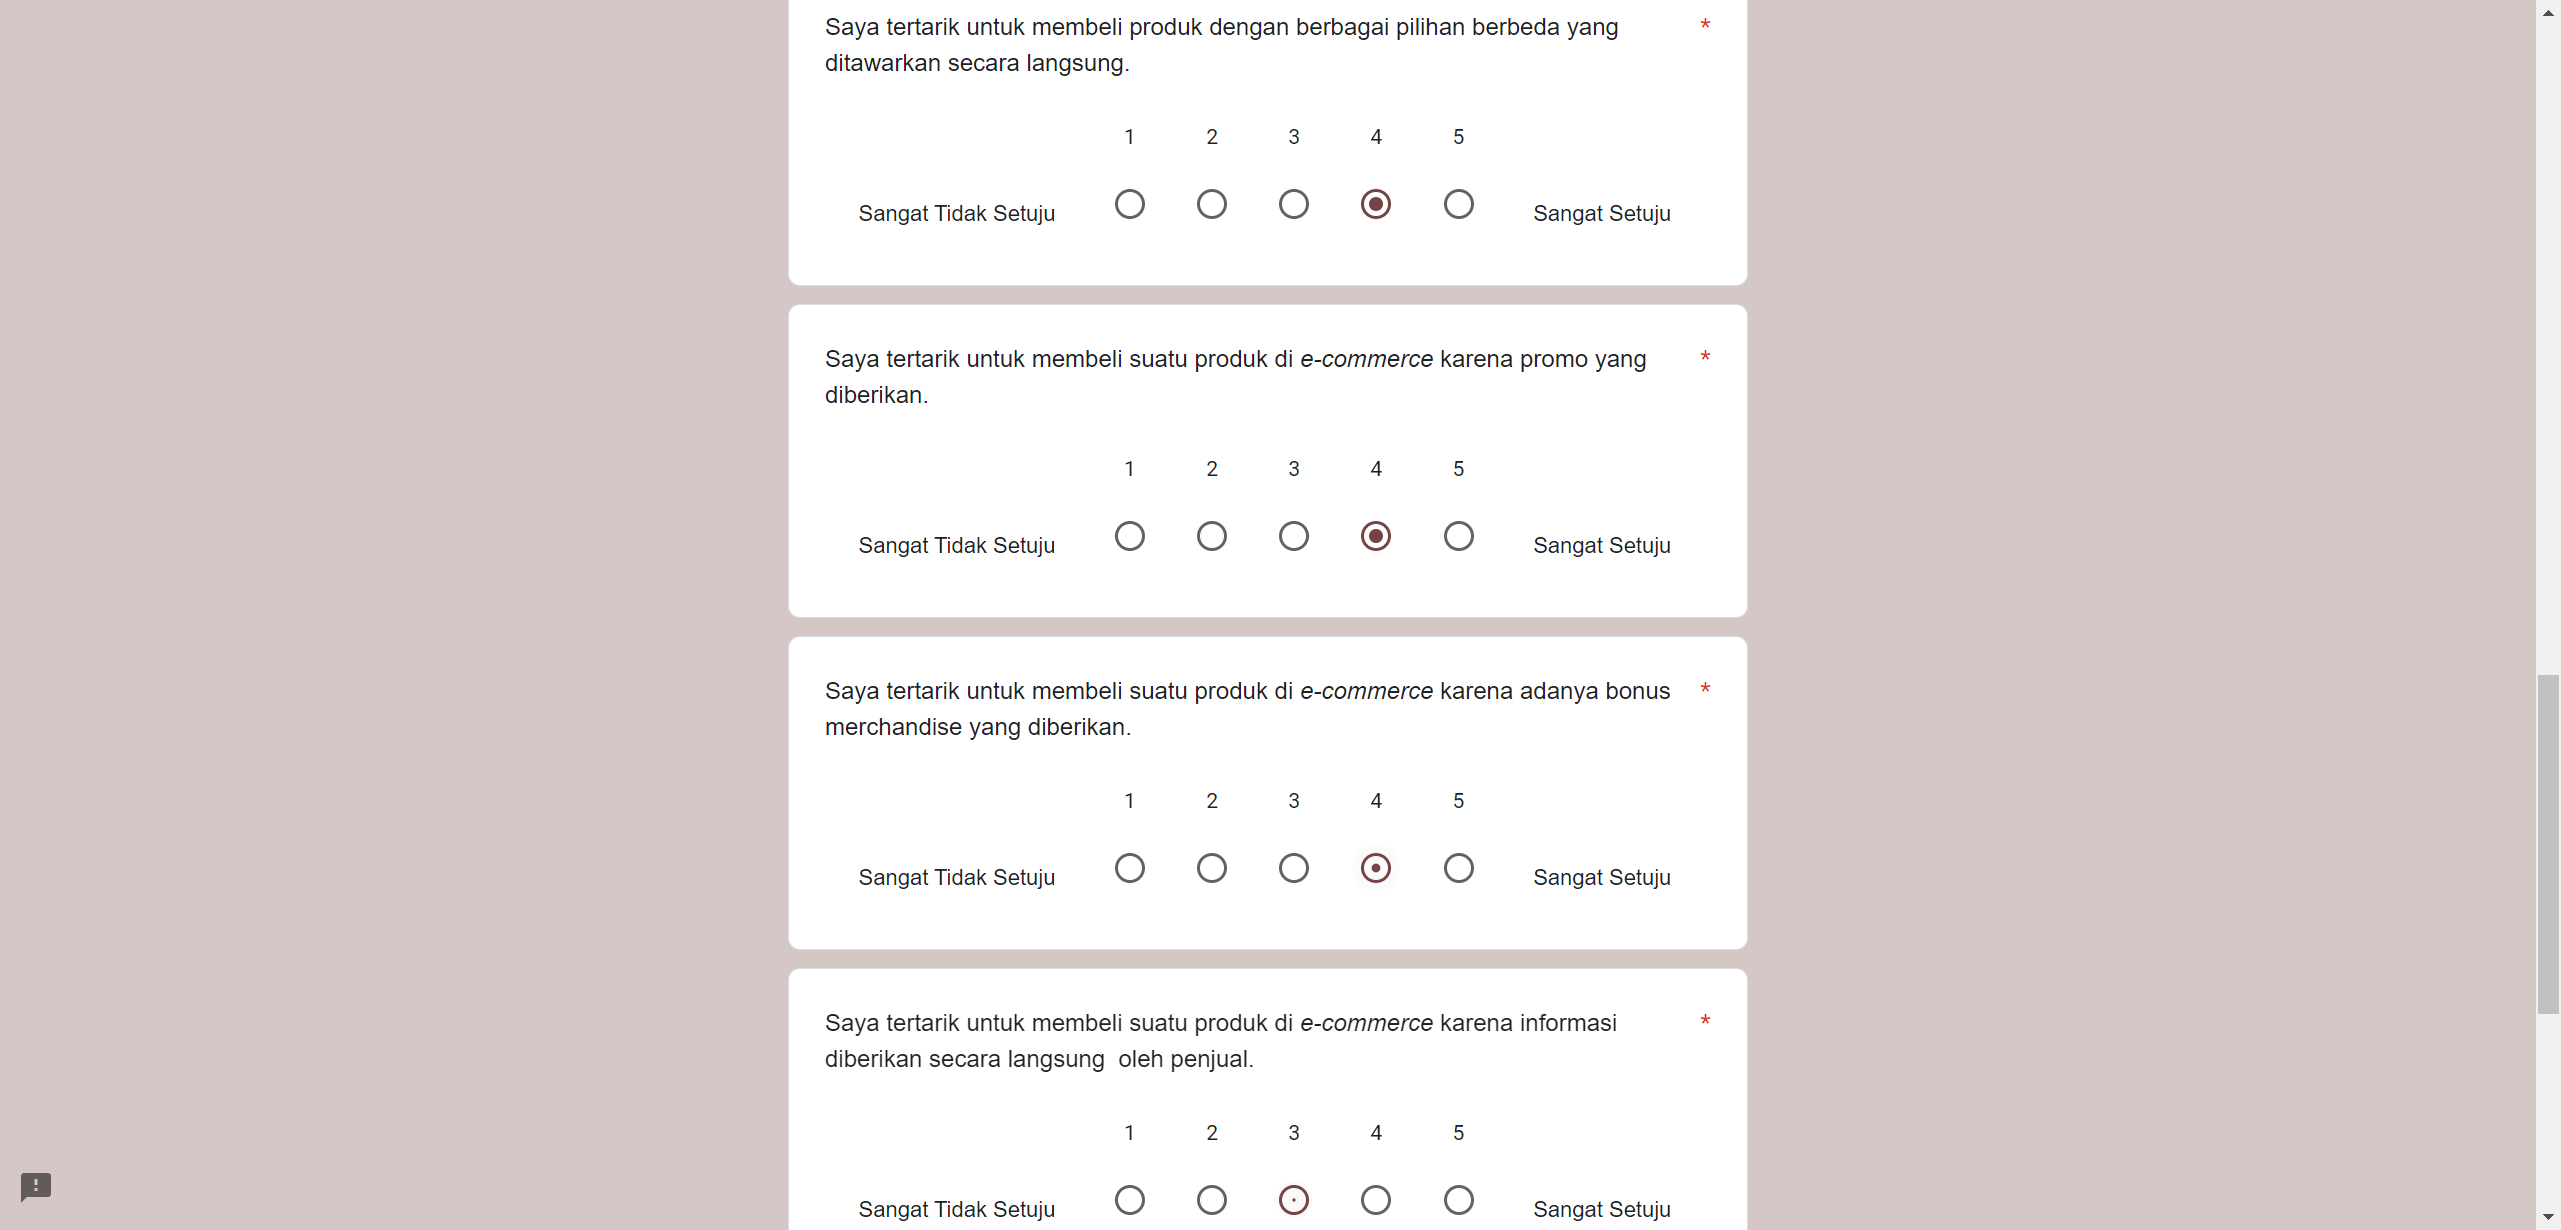 Saya tertarik untuk membeli produk dengan berbagai pilihan berbeda yang *
ditawarkan secara langsung.
1 2 3 4 5
Sangat Tidak Setuju Sangat Setuju
Saya tertarik untuk membeli suatu produk di e-commerce karena promo yang *
diberikan.
1 2 3 4 5
Sangat Tidak Setuju Sangat Setuju
Saya tertarik untuk membeli suatu produk di e-commerce karena adanya bonus *
merchandise yang diberikan.
1 2 3 4 5
Sangat Tidak Setuju Sangat Setuju
Saya tertarik untuk membeli suatu produk di e-commerce karena informasi *
diberikan secara langsung  oleh penjual.
1 2 3 4 5
Sangat Tidak Setuju Sangat Setuju